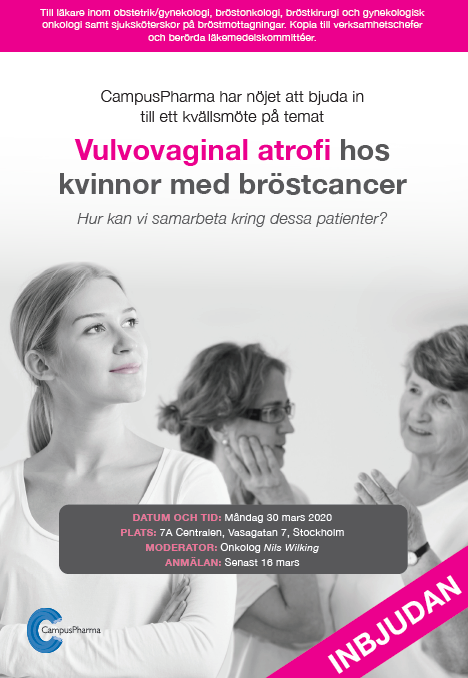 Till läkare inom obstetrik/gynekologi, bröstonkologi, bröstkirurgi och gynekologisk
onkologi samt sjuksköterskor på bröstmottagningar. Kopia till verksamhetschefer
och berörda läkemedelskommittéer.
CampusPharma har nöjet att bjuda in
till ett kvällsmöte på temat
Vulvovaginal atrofi hos
kvinnor med bröstcancer
Hur kan vi samarbeta kring dessa patienter?
DATUM OCH TID: Måndag 30 mars 2020
PLATS: 7A Centralen, Vasagatan 7, Stockholm
MODERATOR: Onkolog Nils Wilking
ANMÄLAN: Senast 16 mars
CampusPharma
INBJUDAN